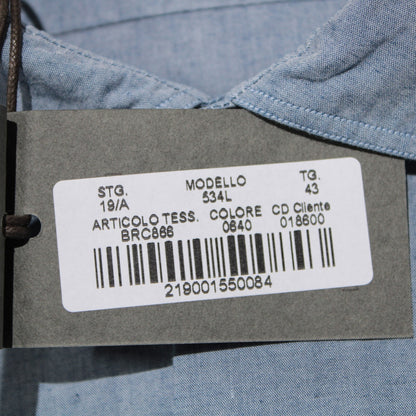 STG. MODELLO TG.
19/A 534L 43
ARTICOLO TESS. COLORE CD Cliente
BRC866 0640 018600
219001550084